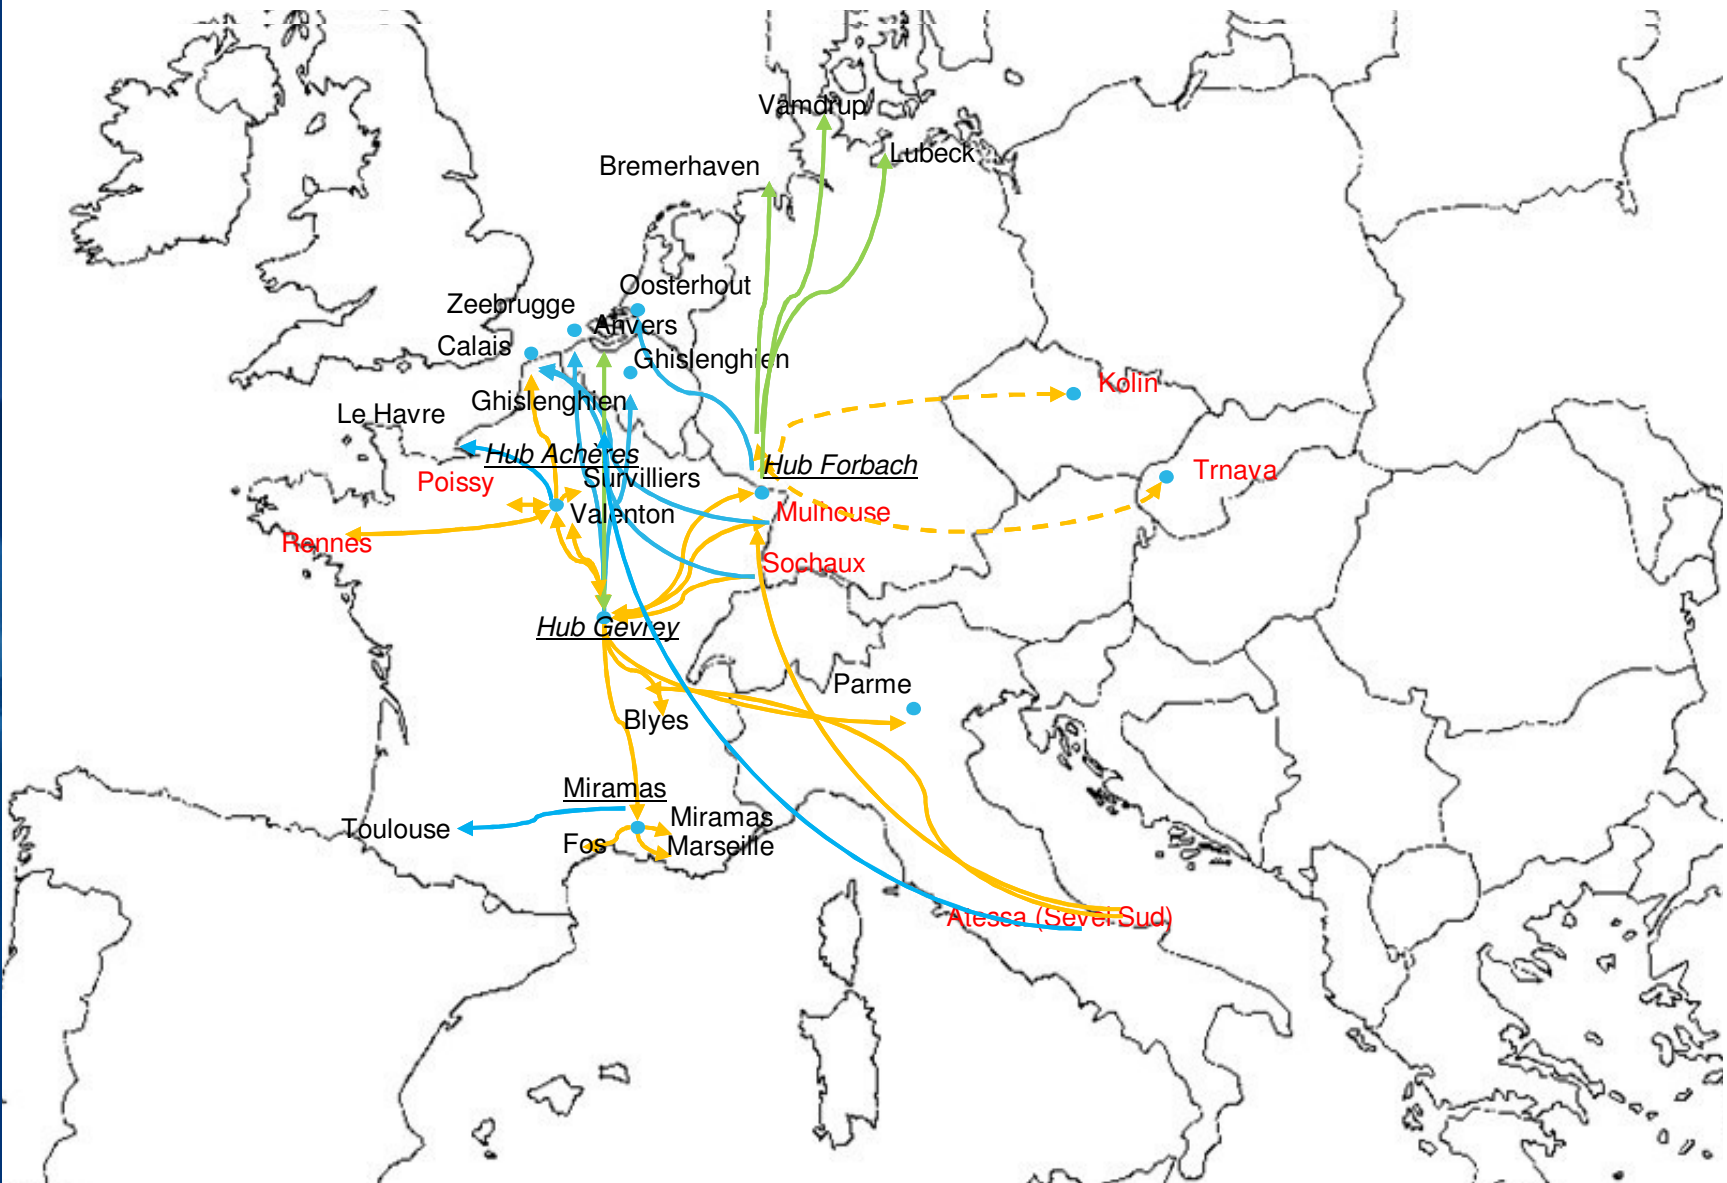 Vamdrup
Lubeck
Bremerhaven
Oosterhout
Zeebrugge
Anvers
Calais
Ghislenghien
Kolin
Ghislenghien
Le Havre
Hub Achères
Hub Forbach
Survilliers
Trnava
Poissy
Valenton
Mulhouse
Rennes
Sochaux
Hub Gevrey
Parme
Blyes
Miramas
Miramas
Toulouse
Fos
Marseille
Atessa (Sevel Sud)